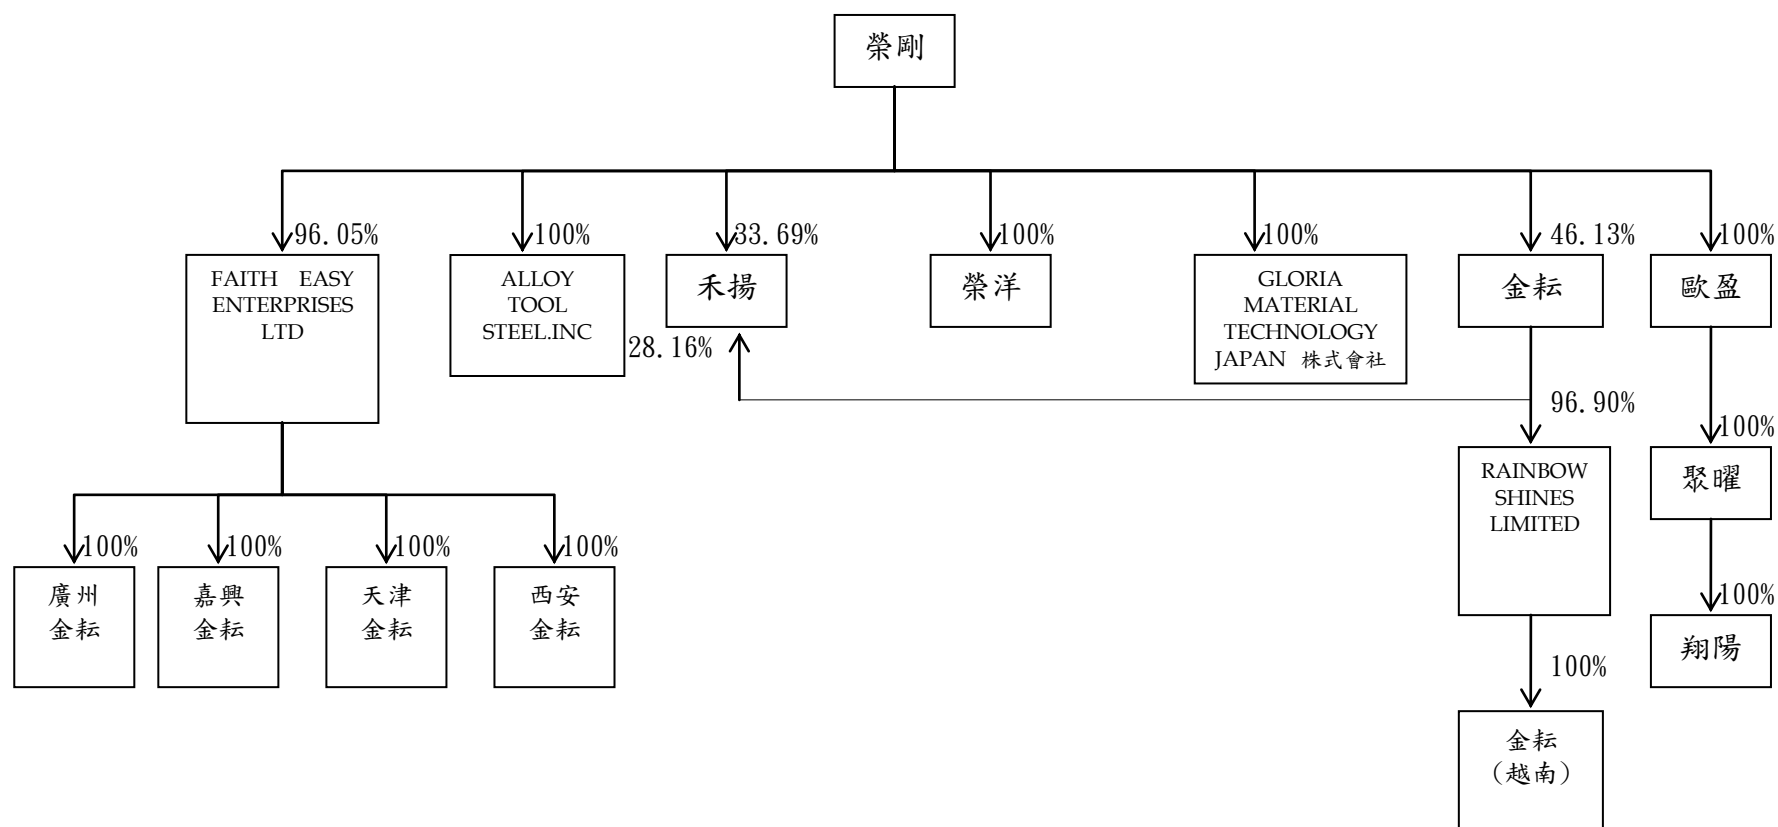 榮剛
96.05%
100%
33.69%
100%
100%
46.13%
100%
FAITH EASY
ENTERPRISES
LTD
ALLOY
TOOL
STEEL.INC
禾揚
榮洋
GLORIA
MATERIAL
TECHNOLOGY
JAPAN 株式會社
金耘
歐盈
28.16%
96.90%
100%
RAINBOW
SHINES
LIMITED
聚曜
100%
100%
100%
100%
廣州
金耘
嘉興
金耘
天津
金耘
西安
金耘
100%
翔陽
100%
金耘
(越南)